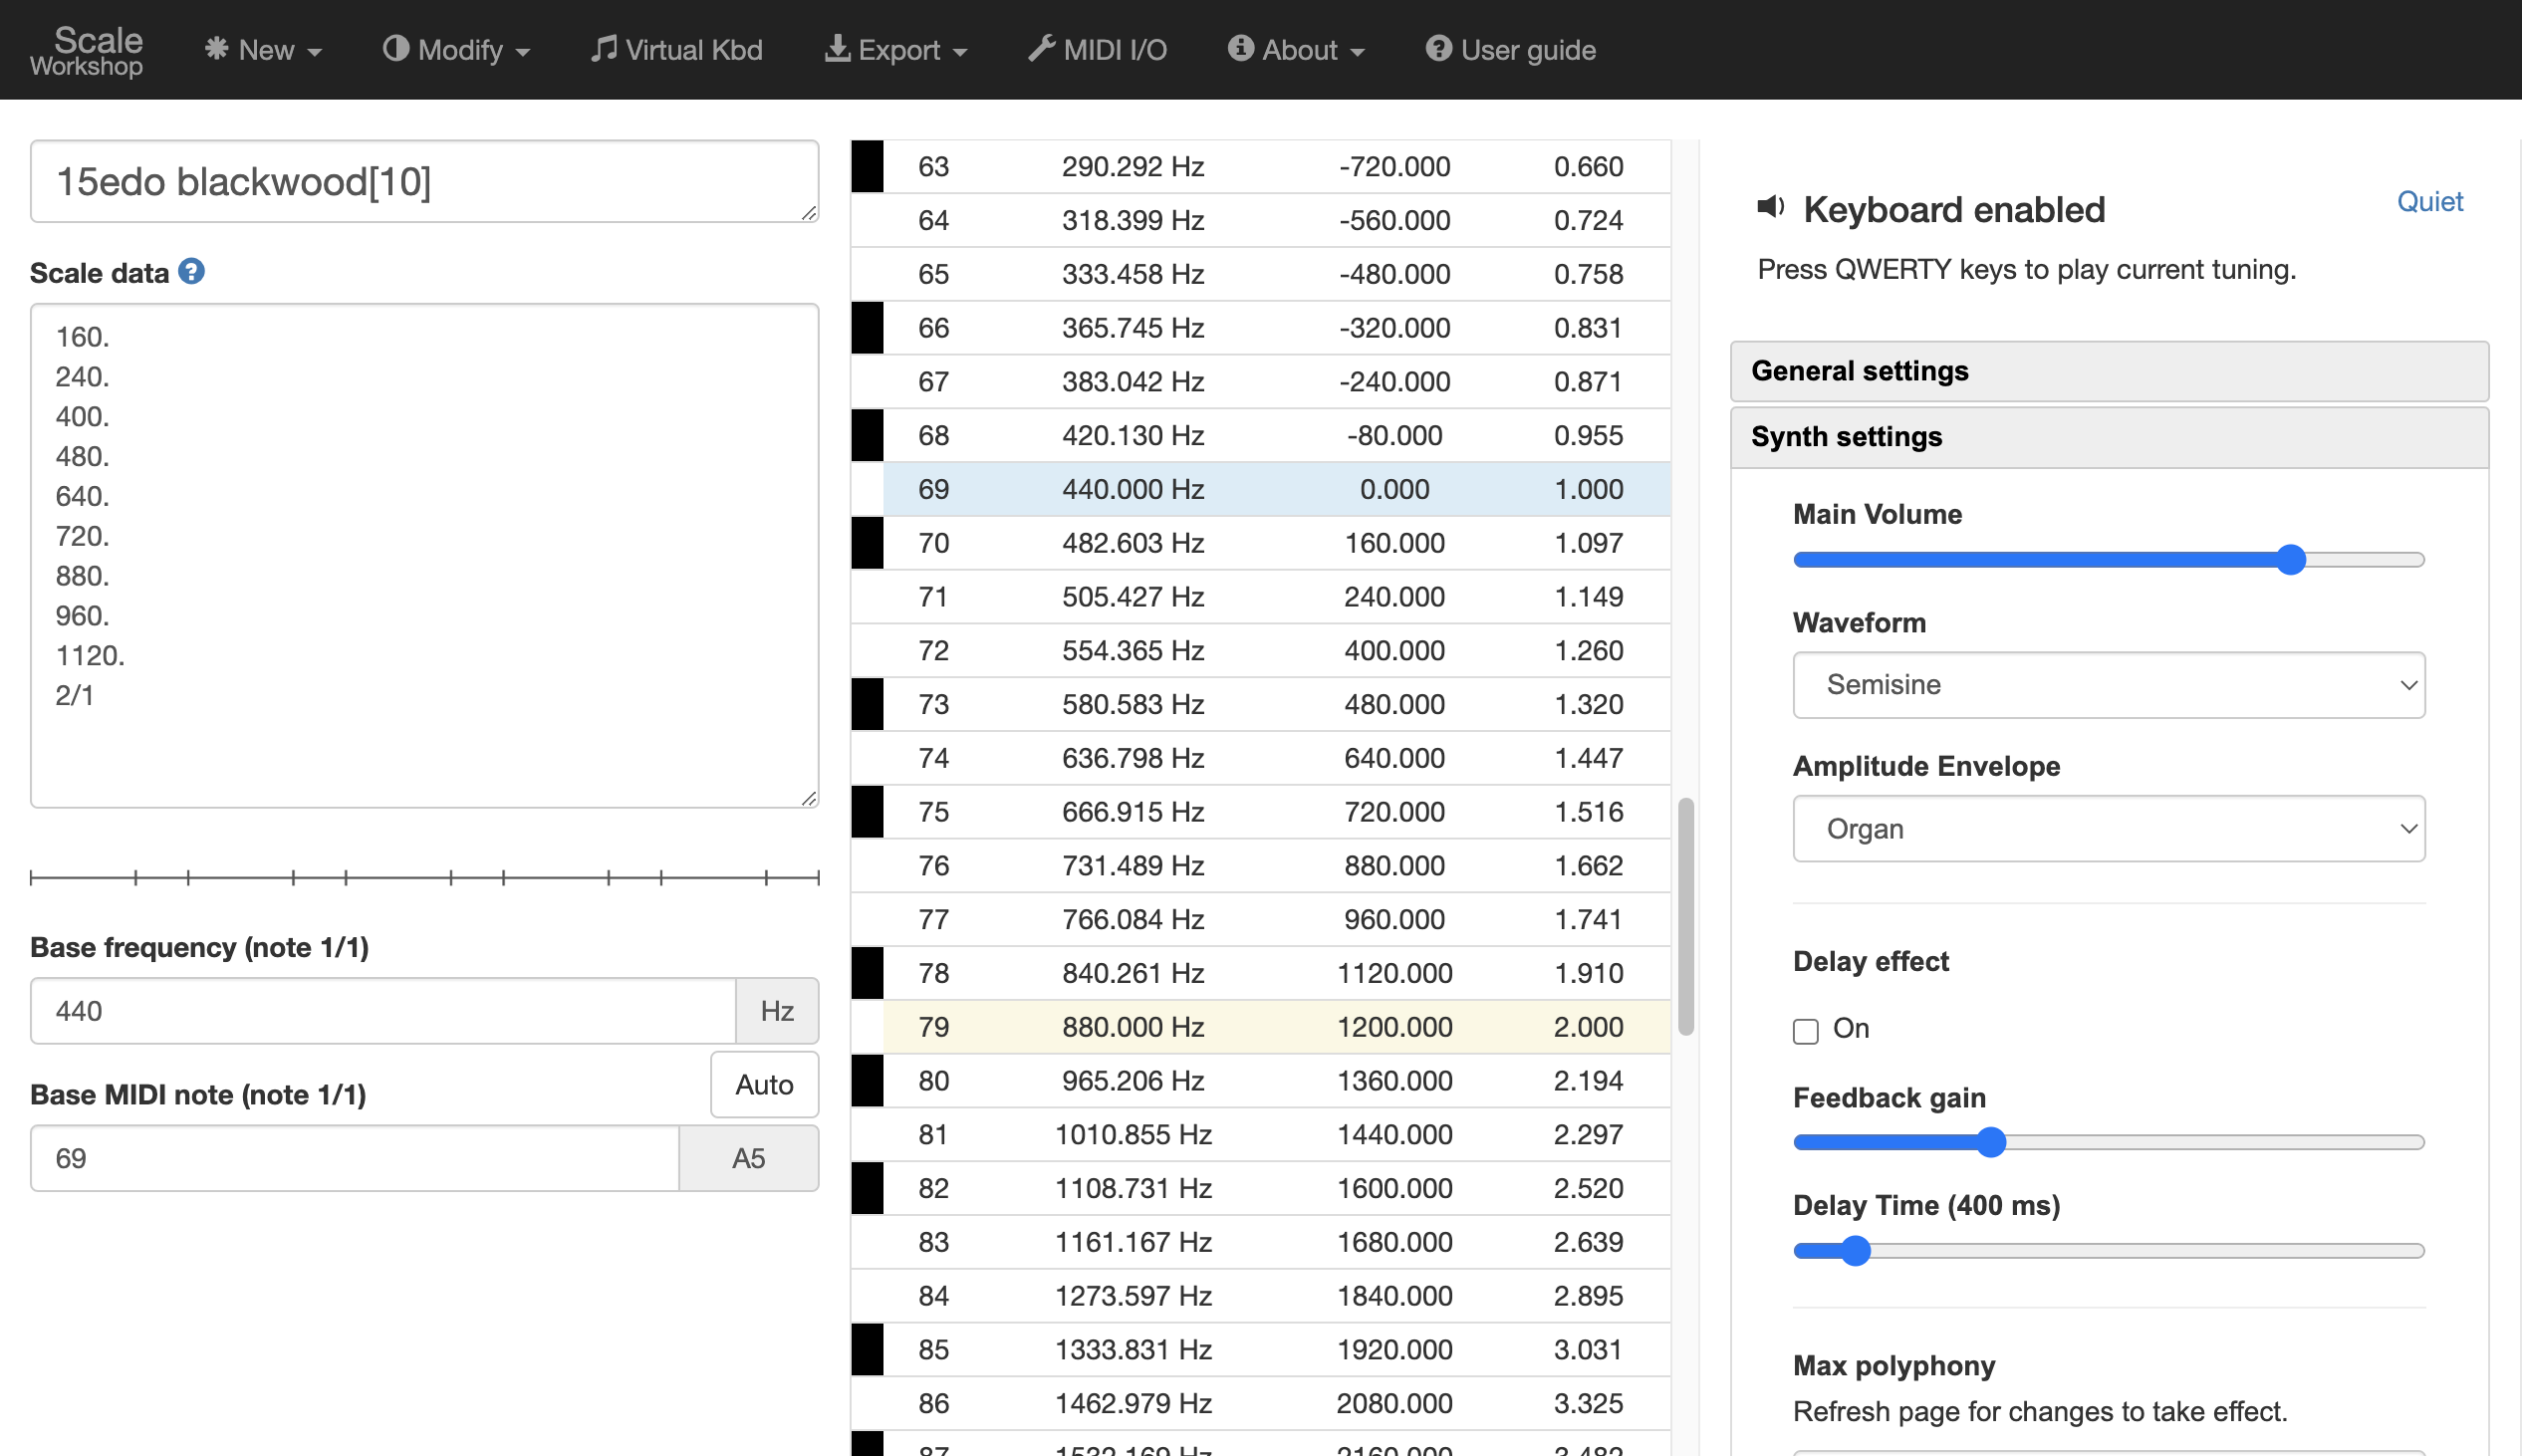 Scale
Workshop
New
Modify
Virtual Kbd
Export
MIDI I/O
About
User guide
15edo blackwood[10]
Scale data
160.
240.
400.
480.
640.
720.
880.
960.
1120.
2/1
Base frequency (note 1/1)
440 Hz
Base MIDI note (note 1/1) Auto
69 A5
63 290.292 Hz -720.000 0.660
64 318.399 Hz -560.000 0.724
65 333.458 Hz -480.000 0.758
66 365.745 Hz -320.000 0.831
67 383.042 Hz -240.000 0.871
68 420.130 Hz -80.000 0.955
69 440.000 Hz 0.000 1.000
70 482.603 Hz 160.000 1.097
71 505.427 Hz 240.000 1.149
72 554.365 Hz 400.000 1.260
73 580.583 Hz 480.000 1.320
74 636.798 Hz 640.000 1.447
75 666.915 Hz 720.000 1.516
76 731.489 Hz 880.000 1.662
77 766.084 Hz 960.000 1.741
78 840.261 Hz 1120.000 1.910
79 880.000 Hz 1200.000 2.000
80 965.206 Hz 1360.000 2.194
81 1010.855 Hz 1440.000 2.297
82 1108.731 Hz 1600.000 2.520
83 1161.167 Hz 1680.000 2.639
84 1273.597 Hz 1840.000 2.895
85 1333.831 Hz 1920.000 3.031
86 1462.979 Hz 2080.000 3.325
87 1532.169 Hz 2160.000 3.482
Keyboard enabled
Quiet
Press QWERTY keys to play current tuning.
General settings
Synth settings
Main Volume
Waveform
Semisine
Amplitude Envelope
Organ
Delay effect
On
Feedback gain
Delay Time (400 ms)
Max polyphony
Refresh page for changes to take effect.